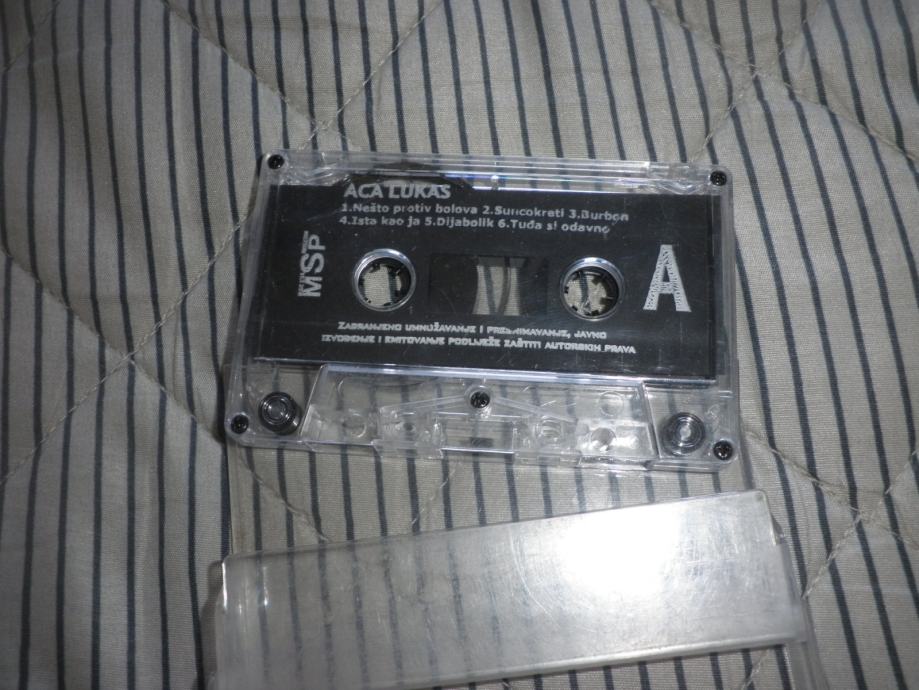 ACA LUKAS
1.Nešto protiv bolova 2.Suncokreti 3.Burbon
4.Ista kao ja 5.Dijabolik 6.Tuđa si odavno
MSP
A
ZABRANJENO UMNUŽAVANJE I PRESNIMAVANJE, JAVNO
IZVOĐENJE I EMITOVANJE PODLIJEŽE ZAŠTITI AUTORSKIH PRAVA